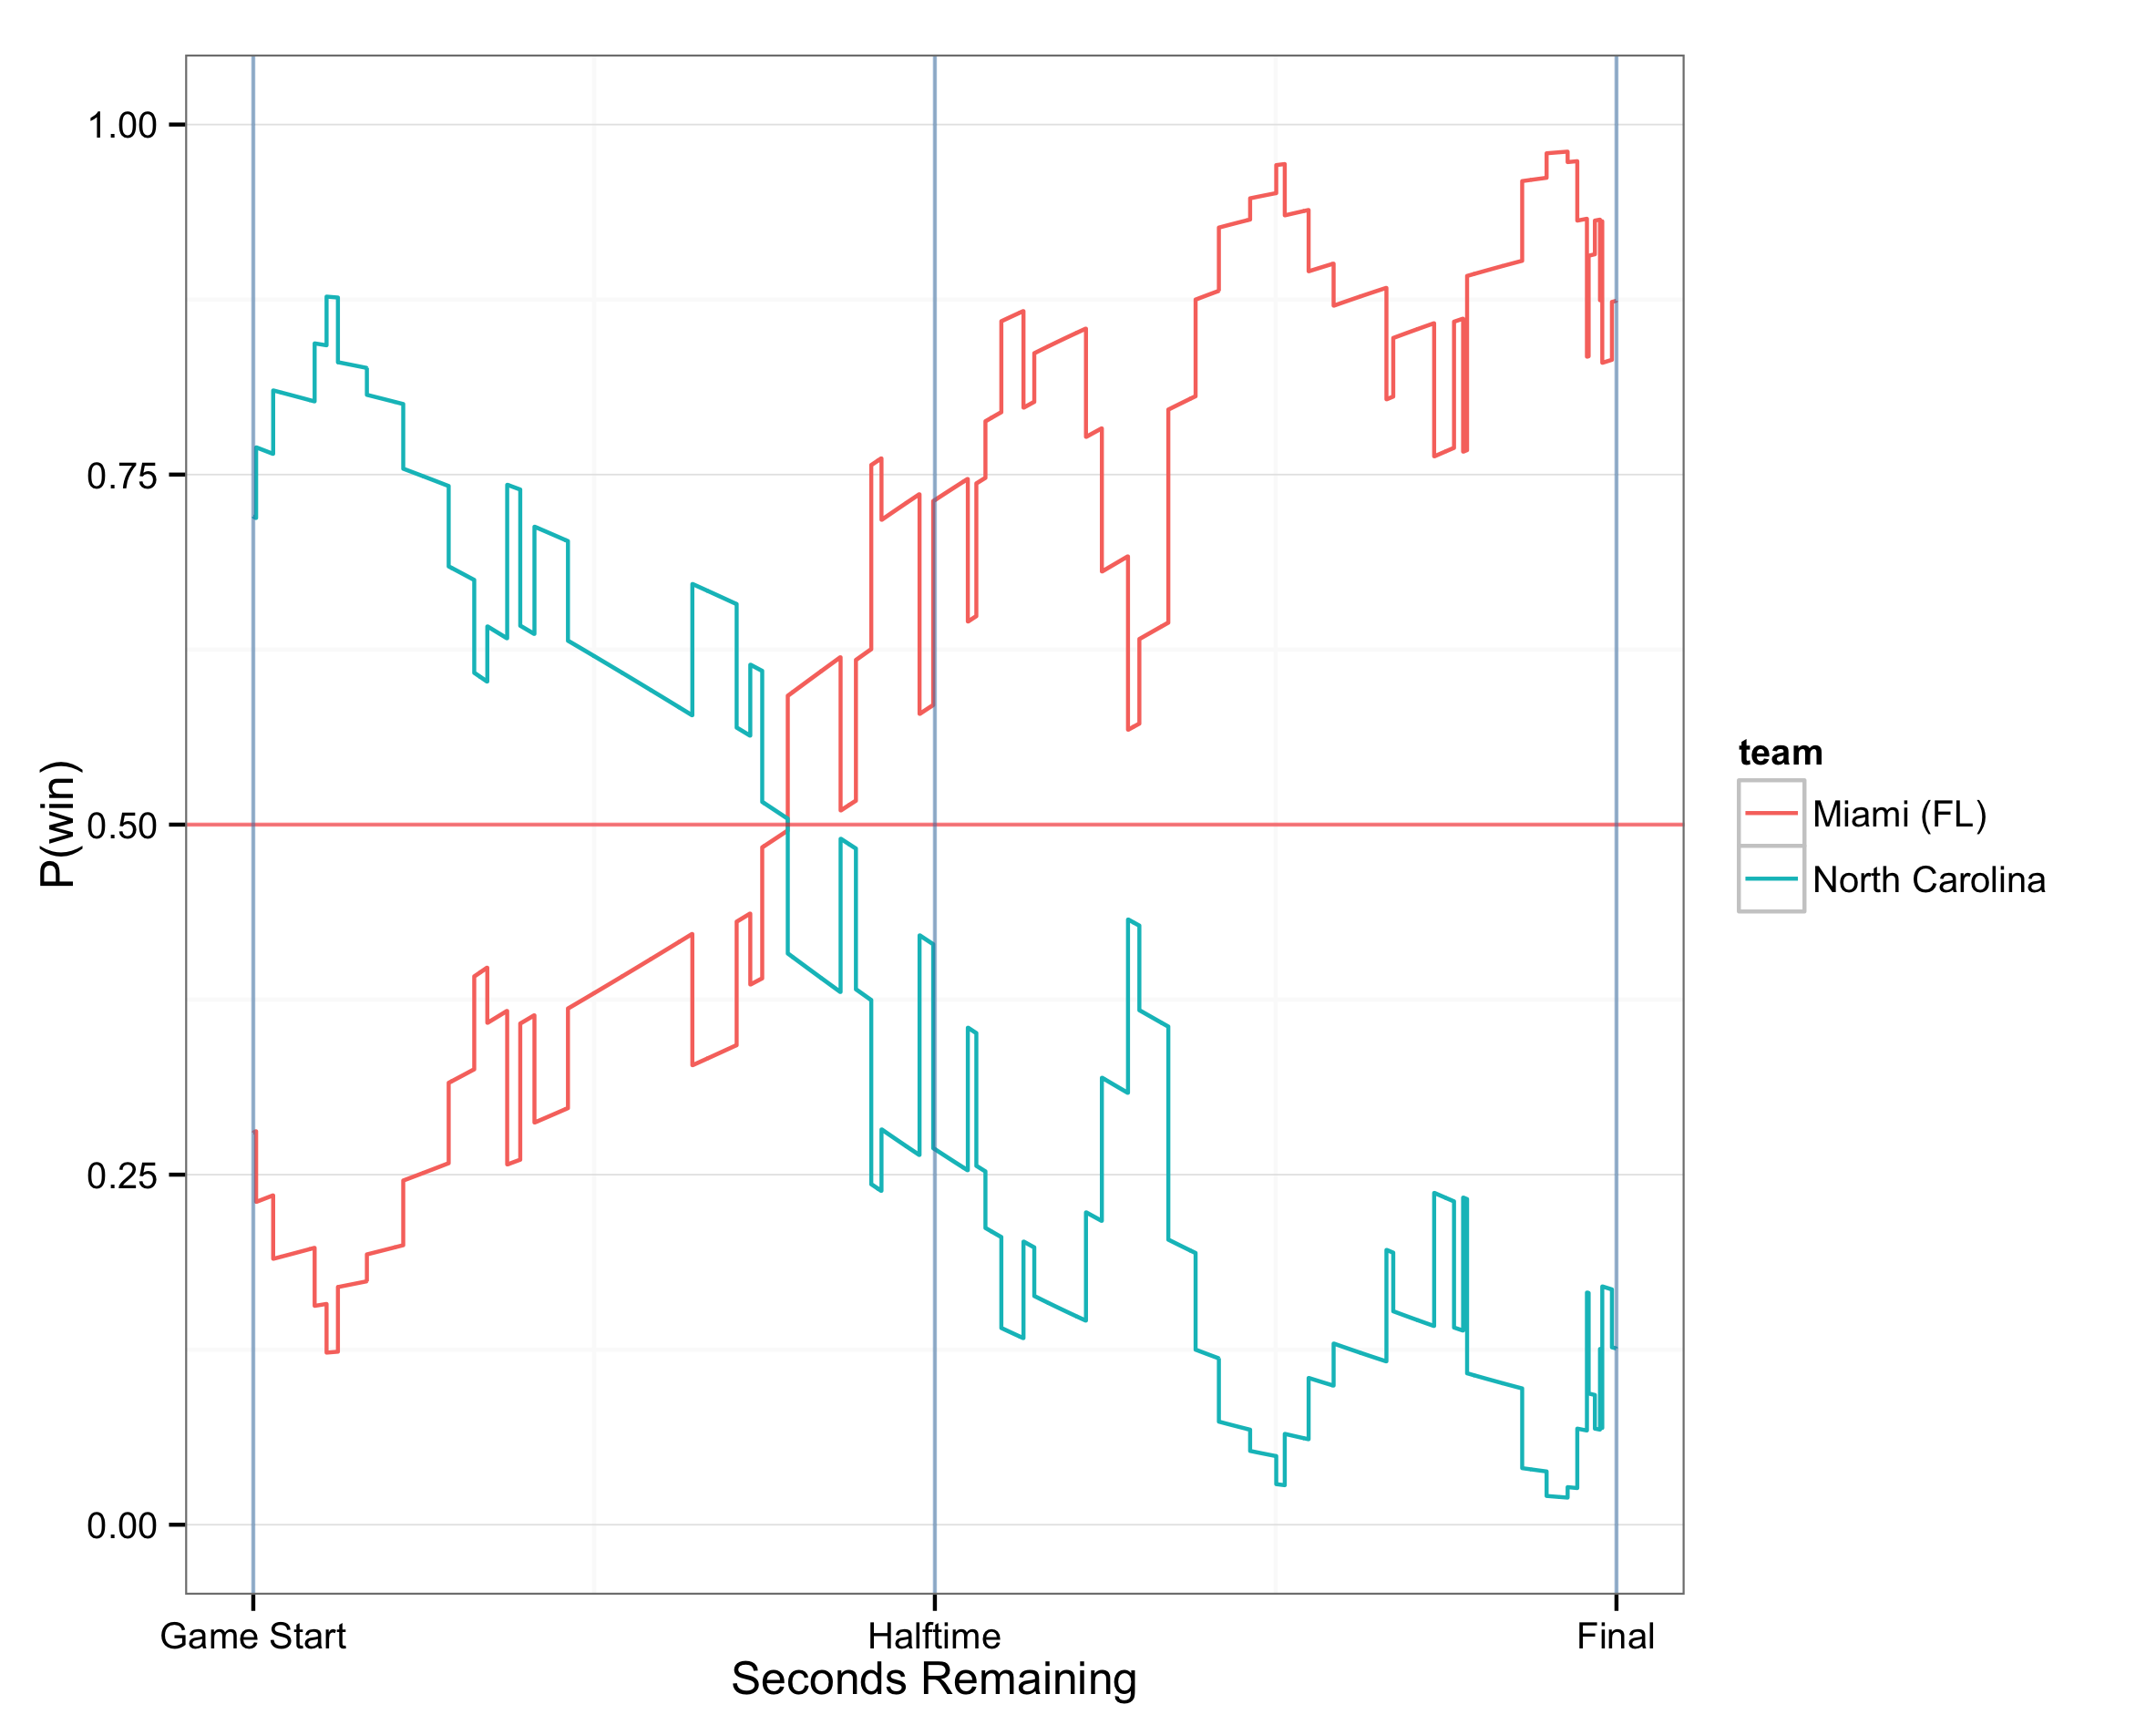 1.00
0.75
0.50
0.25
0.00
P(win)
Game Start
Halftime
Final
Seconds Remaining
team
Miami (FL)
North Carolina